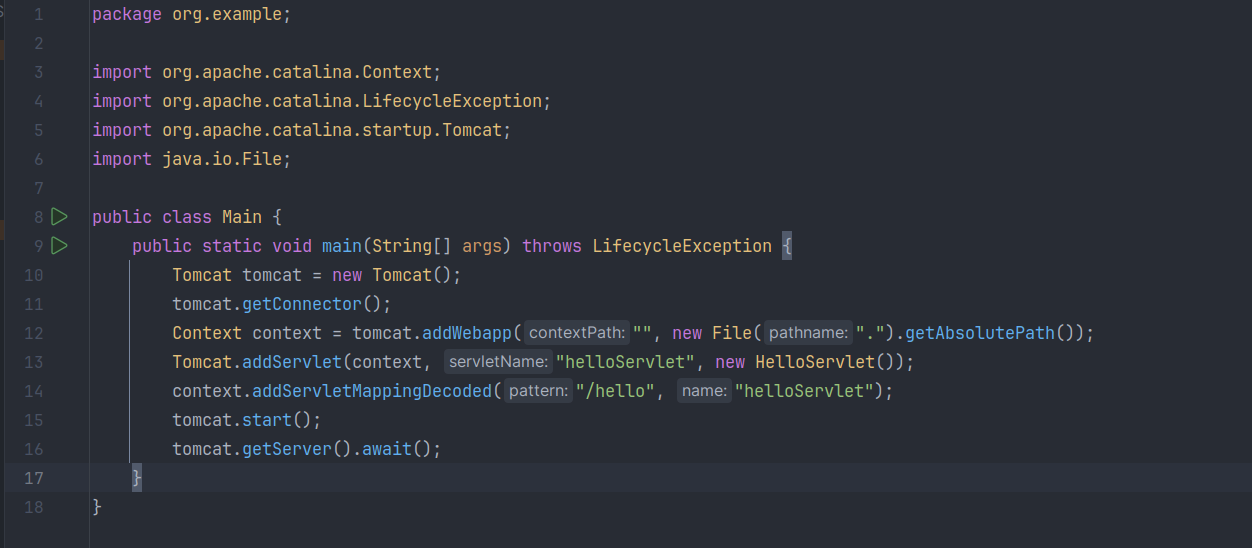 1 package org.example;
2
3 import org.apache.catalina.Context;
4 import org.apache.catalina.LifecycleException;
5 import org.apache.catalina.startup.Tomcat;
6 import java.io.File;
7
8 public class Main {
9 public static void main(String[] args) throws LifecycleException {
10 Tomcat tomcat = new Tomcat();
11 tomcat.getConnector();
12 Context context = tomcat.addWebapp( contextPath: "", new File( pathname: ".").getAbsolutePath());
13 Tomcat.addServlet(context, servletName: "helloServlet", new HelloServlet());
14 context.addServletMappingDecoded( pattern: "/hello", name: "helloServlet");
15 tomcat.start();
16 tomcat.getServer().await();
17 }
18 }